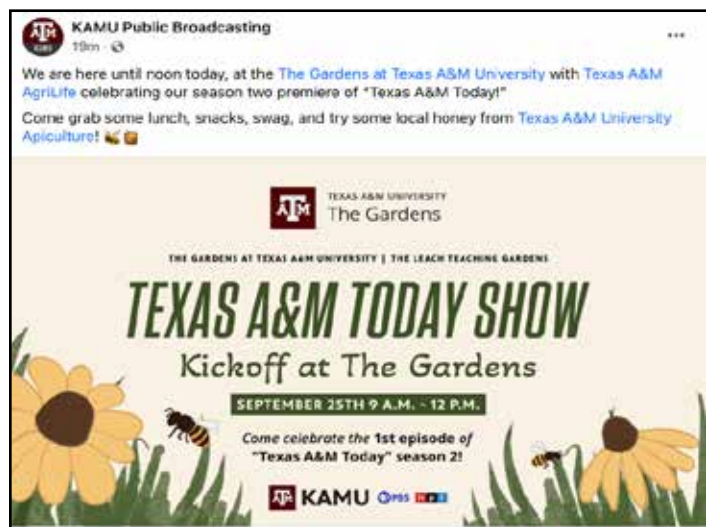 KAMU Public Broadcasting
19m
We are here until noon today, at the The Gardens at Texas A&M University with Texas A&M
AgriLife celebrating our season two premiere of "Texas A&M Today!"
Come grab some lunch, snacks, swag, and try some local honey from Texas A&M University
Apiculture!
ATM
TEXAS A&M UNIVERSITY
The Gardens
THE GARDENS AT TEXAS A&M UNIVERSITY | THE LEACH TEACHING GARDENS
TEXAS A&M TODAY SHOW
Kickoff at The Gardens
SEPTEMBER 25TH 9 A.M. - 12 P.M.
Come celebrate the 1st episode of
"Texas A&M Today" season 2!
ATM KAMU PBS NPR